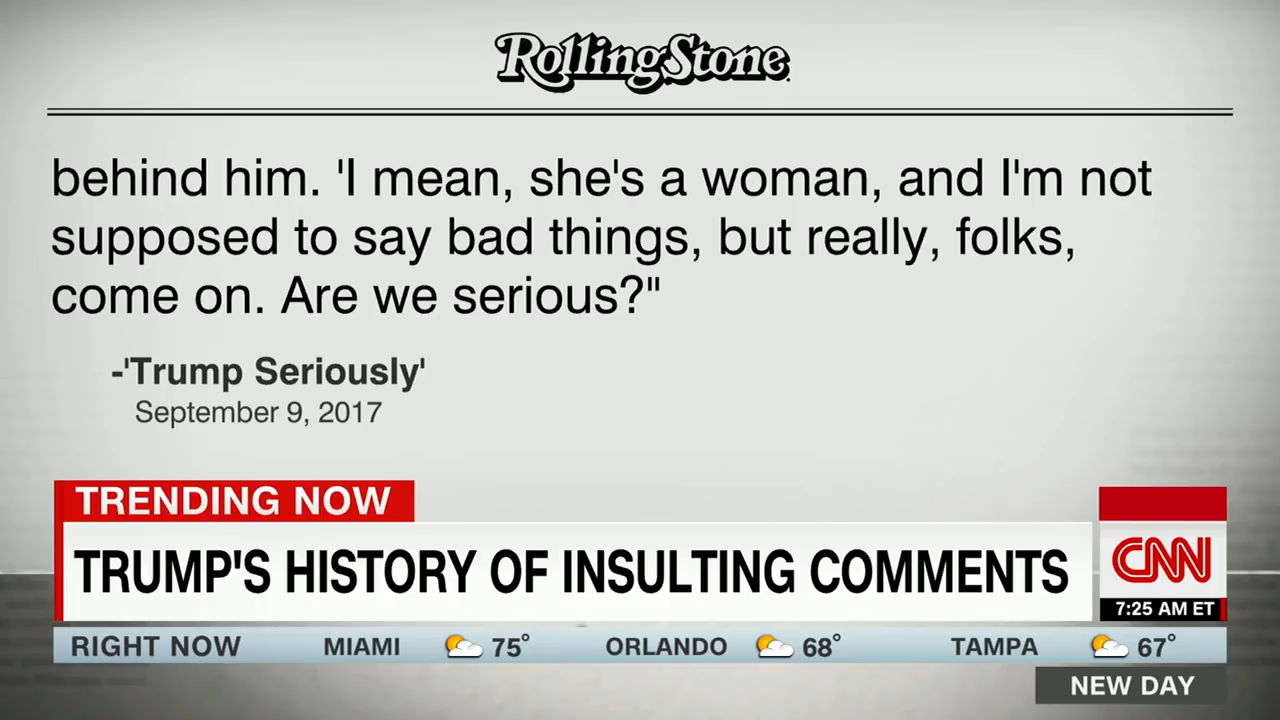 RollingStone
behind him. 'I mean, she's a woman, and I'm not
supposed to say bad things, but really, folks,
come on. Are we serious?"
-'Trump Seriously'
September 9, 2017
TRENDING NOW
TRUMP'S HISTORY OF INSULTING COMMENTS
CNN
7:25 AM ET
RIGHT NOW MIAMI 75° ORLANDO 68° TAMPA 67°
NEW DAY